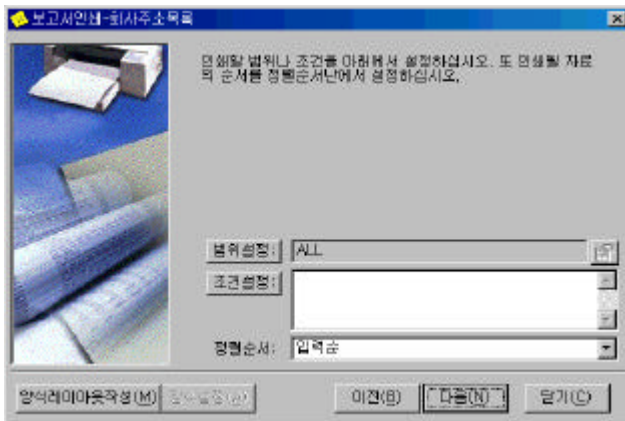 보고서인쇄-회사주소목록
인쇄할 범위나 조건을 아래에서 설정하십시오. 또 인쇄될 자료
의 순서를 정렬순서난에서 설정하십시오.
범위설정: ALL
조건설정:
정렬순서: 입력순
양식레이아웃작성(M) 이전(B) 다음(N) 닫기(C)